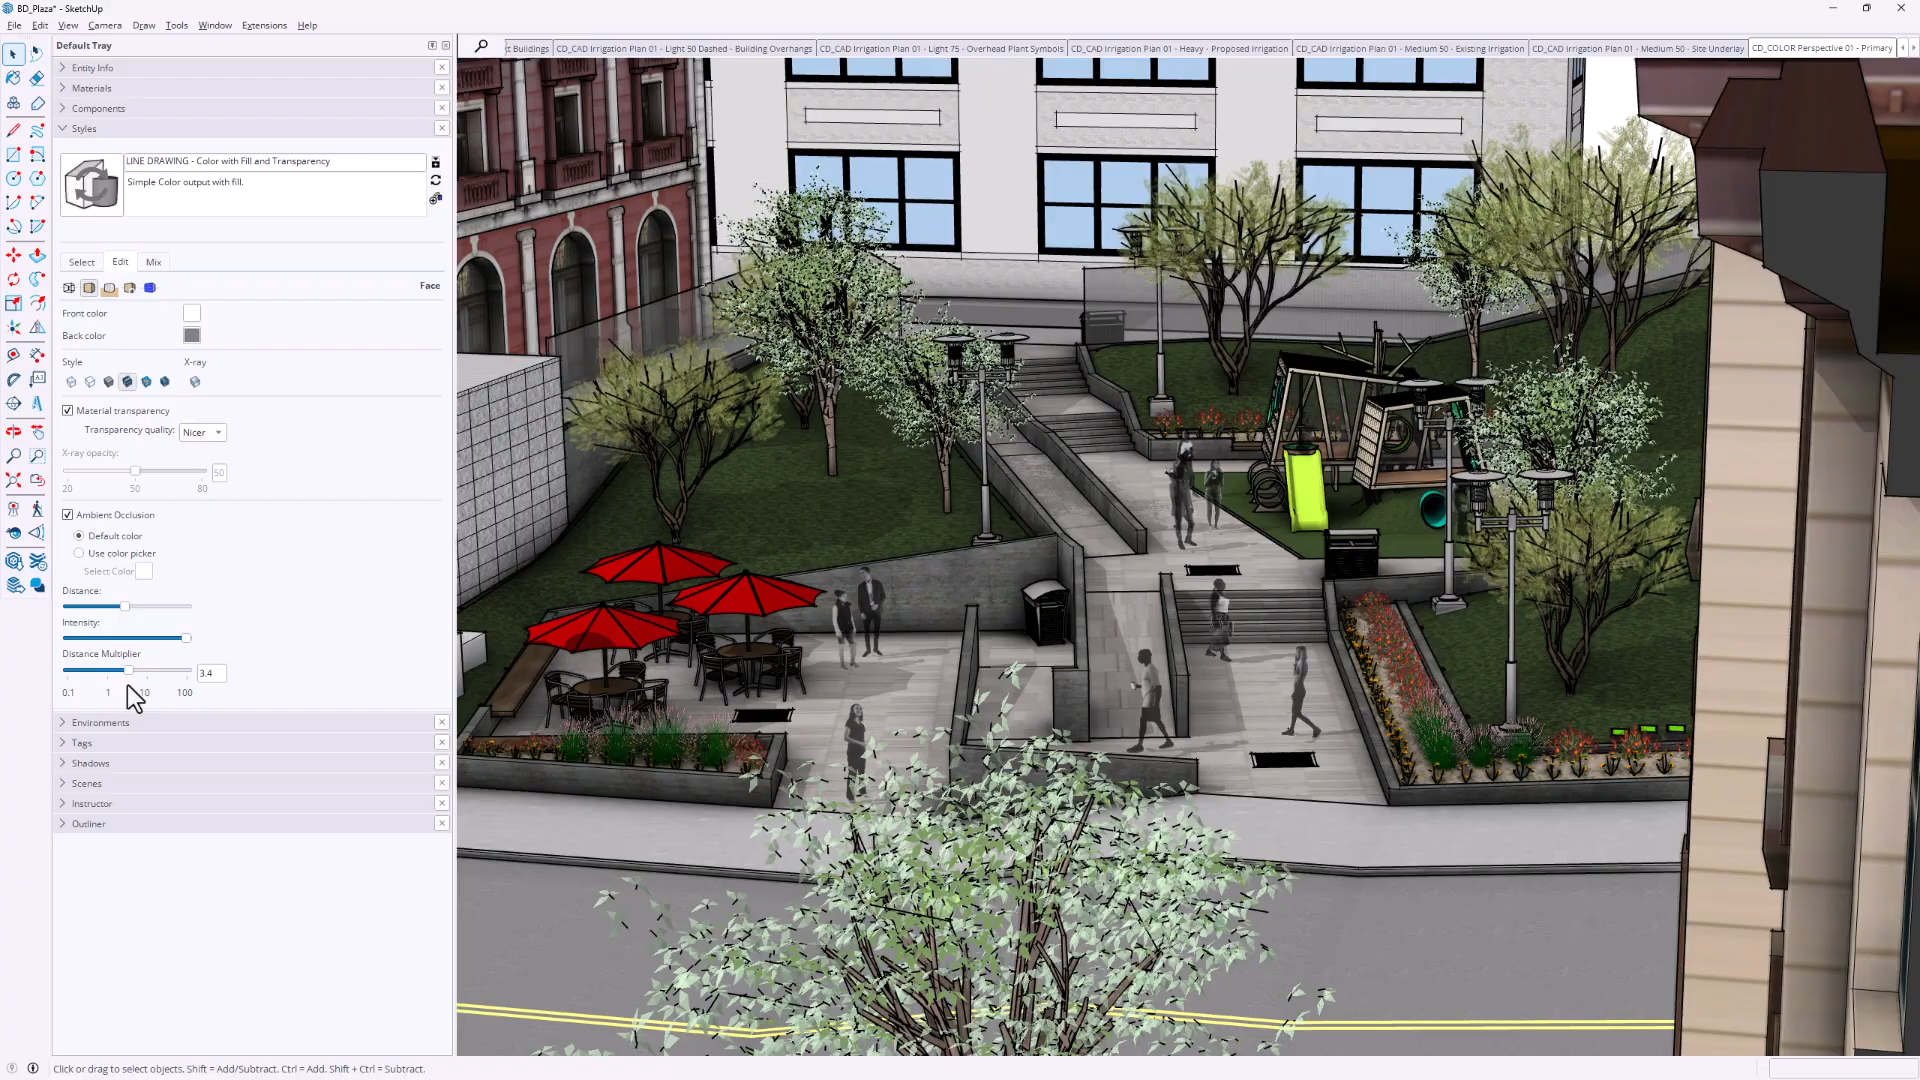 BD_Plaza* - SketchUp
File Edit View Camera Draw Tools Window Extensions Help
Default Tray
Buildings CD_CAD Irrigation Plan 01 - Light 50 Dashed - Building Overhangs CD_CAD Irrigation Plan 01 - Light 75 - Overhead Plant Symbols CD_CAD Irrigation Plan 01 - Heavy - Proposed Irrigation CD_CAD Irrigation Plan 01 - Medium 50 - Existing Irrigation CD_CAD Irrigation Plan 01 - Medium 50 - Site Underlay CD_COLOR Perspective 01 - Primary
Entity Info
Materials
Components
Styles
LINE DRAWING - Color with Fill and Transparency
Simple Color output with fill.
Select Edit Mix
Face
Front color
Back color
Style X-ray
Material transparency
Transparency quality: Nicer
X-ray opacity:
50
20 50 80
Ambient Occlusion
Default color
Use color picker
Select Color
Distance:
Intensity:
Distance Multiplier
3.4
0.1 1 10 100
Environments
Tags
Shadows
Scenes
Instructor
Outliner
Click or drag to select objects. Shift = Add/Subtract. Ctrl = Add. Shift + Ctrl = Subtract.